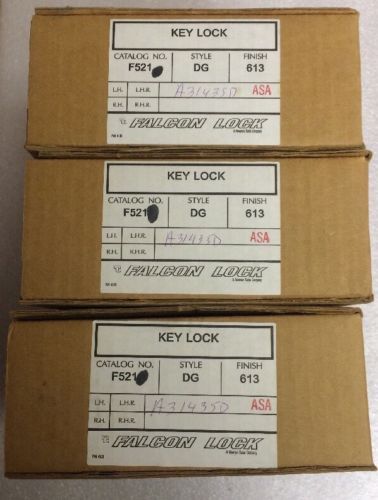 KEY LOCK
CATALOG NO. STYLE FINISH
F521 DG 613
L.H. L.H.R. A31435D ASA
R.H. R.H.R.
FALCON LOCK
KEY LOCK
CATALOG NO. STYLE FINISH
F521 DG 613
L.H. L.H.R. A31435D ASA
R.H. R.H.R.
FALCON LOCK
KEY LOCK
CATALOG NO. STYLE FINISH
F521 DG 613
L.H. L.H.R. A31435D ASA
R.H. R.H.R.
FALCON LOCK